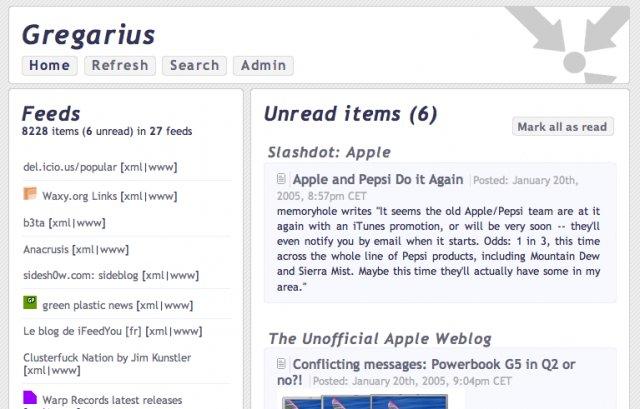 Gregarius
Home Refresh Search Admin
Feeds
8228 items (6 unread) in 27 feeds
del.icio.us/popular [xml|www]
Waxy.org Links [xml|www]
b3ta [xml|www]
Anacrusis [xml|www]
sidesh0w.com: sideblog [xml|www]
GP
green plastic news [xml|www]
Le blog de iFeedYou [fr] [xml|www]
Clusterfuck Nation by Jim Kunstler
[xml|www]
Warp Records latest releases
Unread items (6)
Mark all as read
Slashdot: Apple
Apple and Pepsi Do it Again Posted: January 20th,
2005, 8:57pm CET
memoryhole writes "It seems the old Apple/Pepsi team are at it
again with an iTunes promotion, or will be very soon -- they'll
even notify you by email when it starts. Odds: 1 in 3, this time
across the whole line of Pepsi products, including Mountain Dew
and Sierra Mist. Maybe this time they'll actually have some in my
area."
The Unofficial Apple Weblog
Conflicting messages: Powerbook G5 in Q2 or
no?! Posted: January 20th, 2005, 9:04pm CET